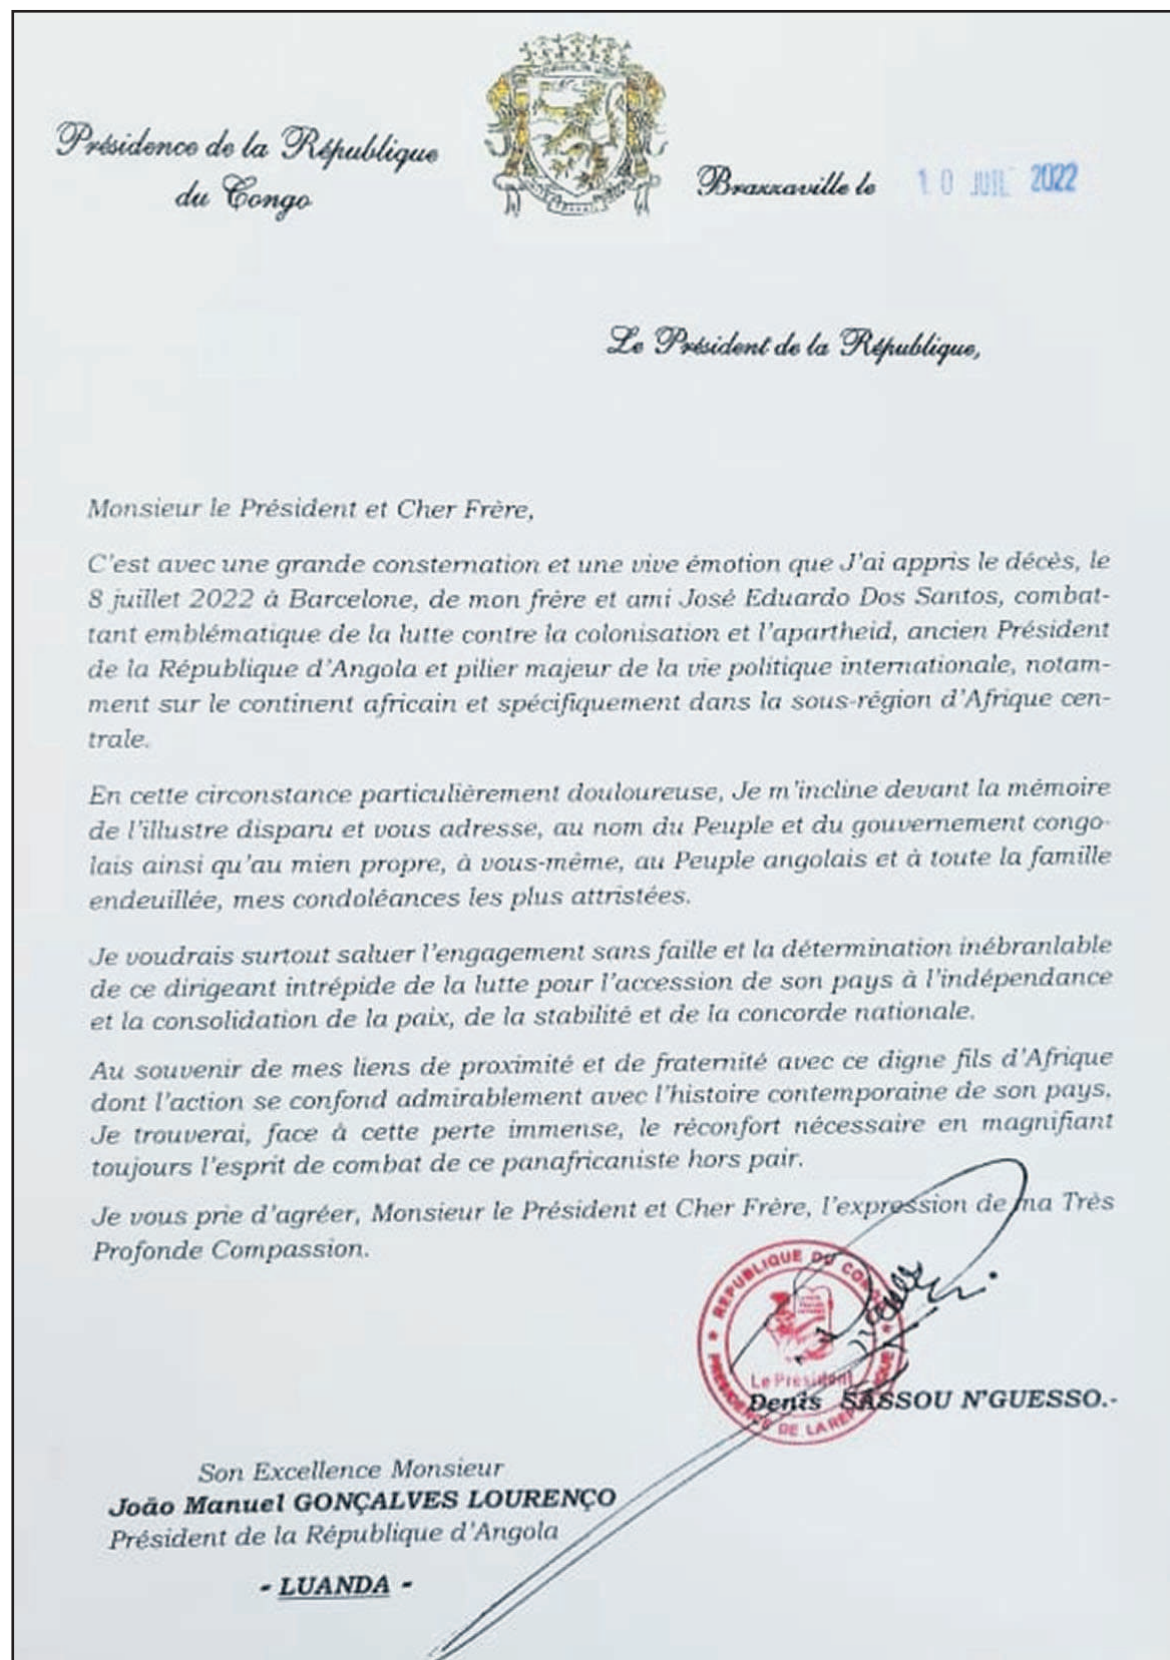 Présidence de la République
du Congo
TRAVAIL
Brazzaville le 10 JUIL 2022
Le Président de la République,
Monsieur le Président et Cher Frère,
C'est avec une grande consternation et une vive émotion que J'ai appris le décès, le
8 juillet 2022 à Barcelone, de mon frère et ami José Eduardo Dos Santos, combat-
tant emblématique de la lutte contre la colonisation et l'apartheid, ancien Président
de la République d'Angola et pilier majeur de la vie politique internationale, notam-
ment sur le continent africain et spécifiquement dans la sous-région d'Afrique cen-
trale.
En cette circonstance particulièrement douloureuse, Je m'incline devant la mémoire
de l'illustre disparu et vous adresse, au nom du Peuple et du gouvernement congo-
lais ainsi qu'au mien propre, à vous-même, au Peuple angolais et à toute la famille
endeuillée, mes condoléances les plus attristées.
Je voudrais surtout saluer l'engagement sans faille et la détermination inébranlable
de ce dirigeant intrépide de la lutte pour l'accession de son pays à l'indépendance
et la consolidation de la paix, de la stabilité et de la concorde nationale.
Au souvenir de mes liens de proximité et de fraternité avec ce digne fils d'Afrique
dont l'action se confond admirablement avec l'histoire contemporaine de son pays,
Je trouverai, face à cette perte immense, le réconfort nécessaire en magnifiant
toujours l'esprit de combat de ce panafricaniste hors pair.
Je vous prie d'agréer, Monsieur le Président et Cher Frère, l'expression de ma Très
Profonde Compassion.
REPUBLIQUE DU CONGO
Le Président
PRESIDENCE DE LA REPUBLIQUE
Denis SASSOU N'GUESSO.-
Son Excellence Monsieur
João Manuel GONÇALVES LOURENÇO
Président de la République d'Angola
- LUANDA -